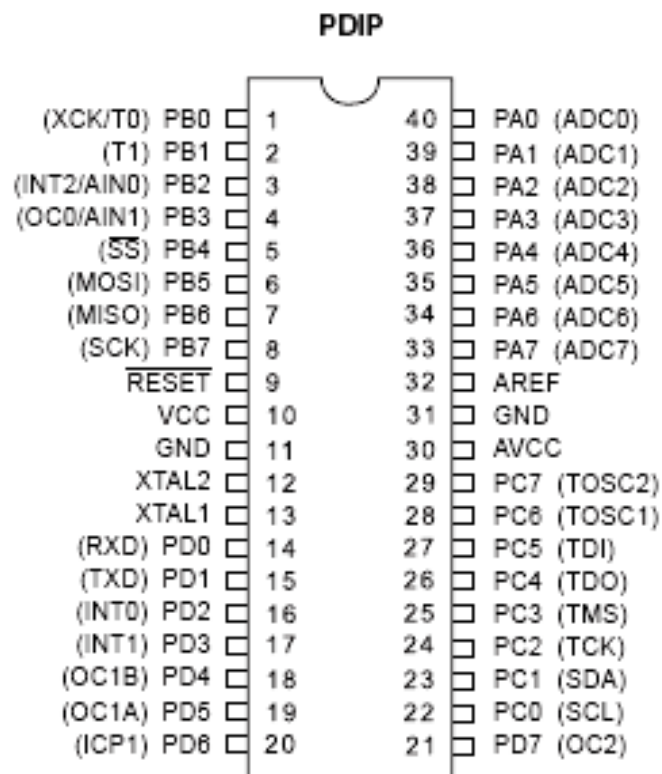 PDIP
(XCK/T0) PB0 1 40 PA0 (ADC0)
(T1) PB1 2 39 PA1 (ADC1)
(INT2/AIN0) PB2 3 38 PA2 (ADC2)
(OC0/AIN1) PB3 4 37 PA3 (ADC3)
(S̅S̅) PB4 5 36 PA4 (ADC4)
(MOSI) PB5 6 35 PA5 (ADC5)
(MISO) PB6 7 34 PA6 (ADC6)
(SCK) PB7 8 33 PA7 (ADC7)
R̅E̅S̅E̅T̅ 9 32 AREF
VCC 10 31 GND
GND 11 30 AVCC
XTAL2 12 29 PC7 (TOSC2)
XTAL1 13 28 PC6 (TOSC1)
(RXD) PD0 14 27 PC5 (TDI)
(TXD) PD1 15 26 PC4 (TDO)
(INT0) PD2 16 25 PC3 (TMS)
(INT1) PD3 17 24 PC2 (TCK)
(OC1B) PD4 18 23 PC1 (SDA)
(OC1A) PD5 19 22 PC0 (SCL)
(ICP1) PD6 20 21 PD7 (OC2)